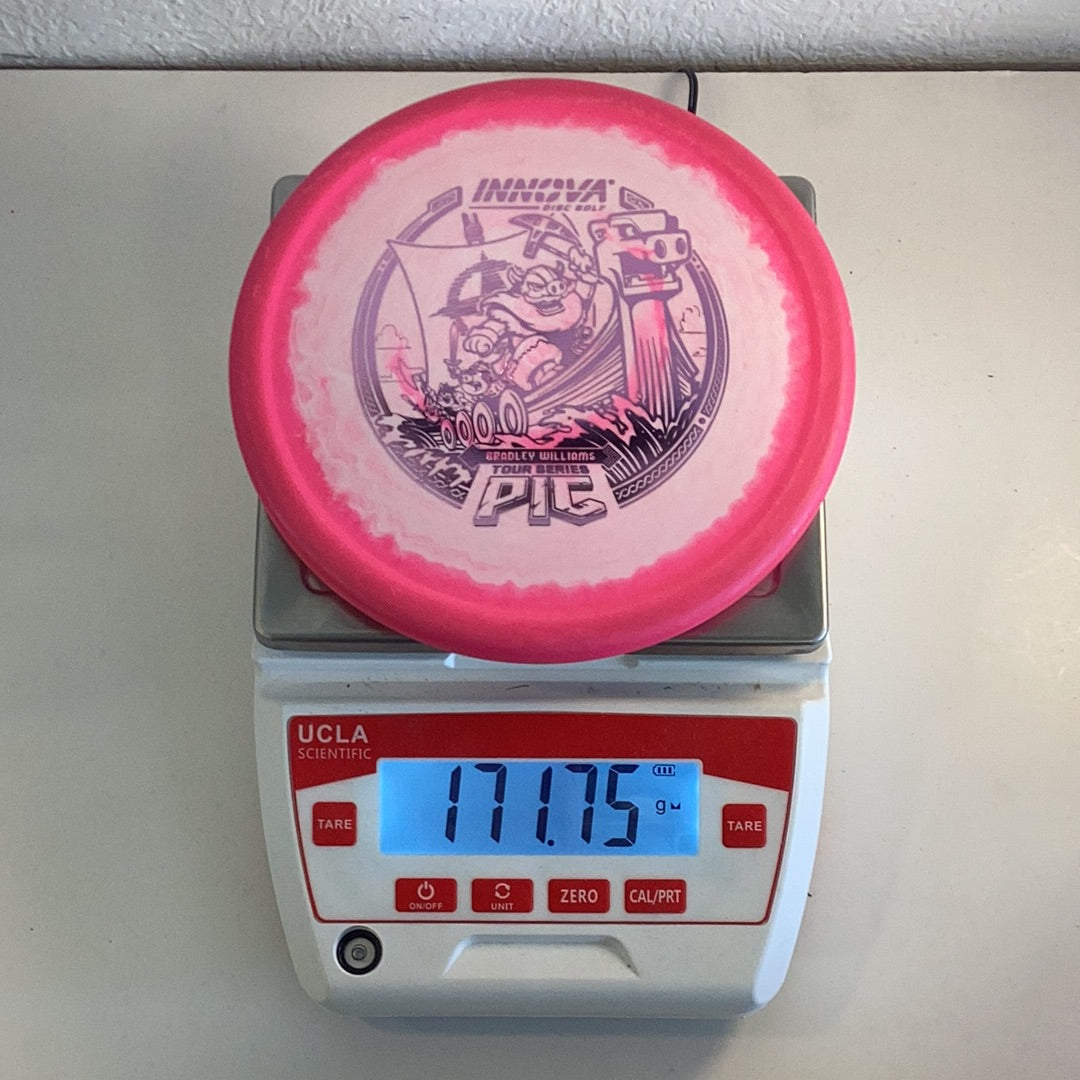 INNOVA
DISC GOLF
BRADLEY WILLIAMS
TOUR SERIES
PIG
UCLA
SCIENTIFIC
171.75
g
TARE
TARE
ON/OFF
UNIT
ZERO
CAL/PRT